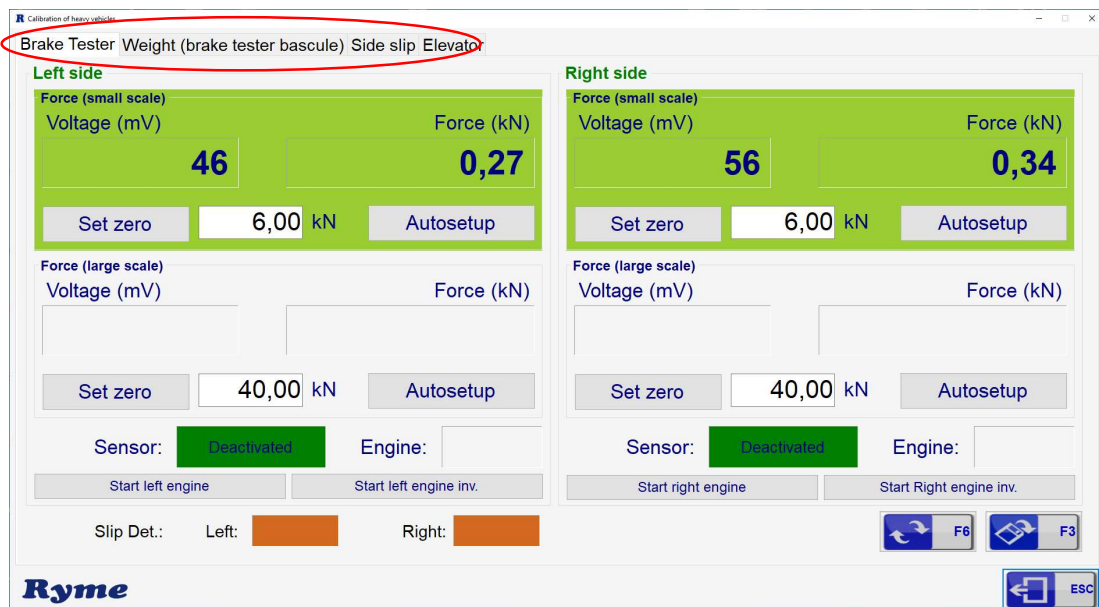 R Calibration of heavy vehicles
Brake Tester Weight (brake tester bascule) Side slip Elevator
Left side
Force (small scale)
Voltage (mV) Force (kN)
46 0,27
Set zero 6,00 kN Autosetup
Force (large scale)
Voltage (mV) Force (kN)
Set zero 40,00 kN Autosetup
Sensor: Deactivated Engine:
Start left engine Start left engine inv.
Right side
Force (small scale)
Voltage (mV) Force (kN)
56 0,34
Set zero 6,00 kN Autosetup
Force (large scale)
Voltage (mV) Force (kN)
Set zero 40,00 kN Autosetup
Sensor: Deactivated Engine:
Start right engine Start Right engine inv.
Slip Det.: Left: Right:
F6 F3
Ryme
ESC